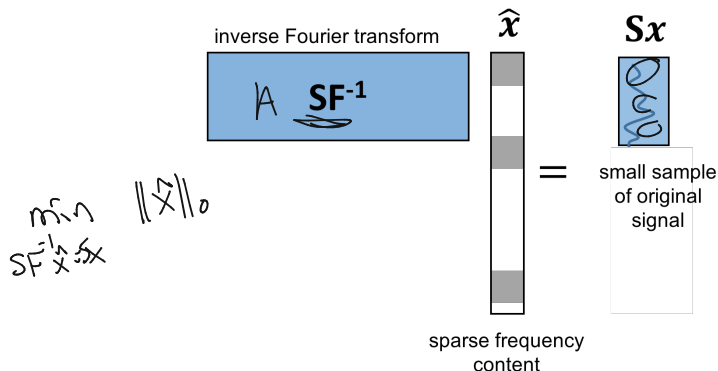 inverse Fourier transform
x̂
Sx
A SF⁻¹
=
small sample
of original
signal
min ‖x̂‖₀
SF⁻¹x̂=Sx
sparse frequency
content